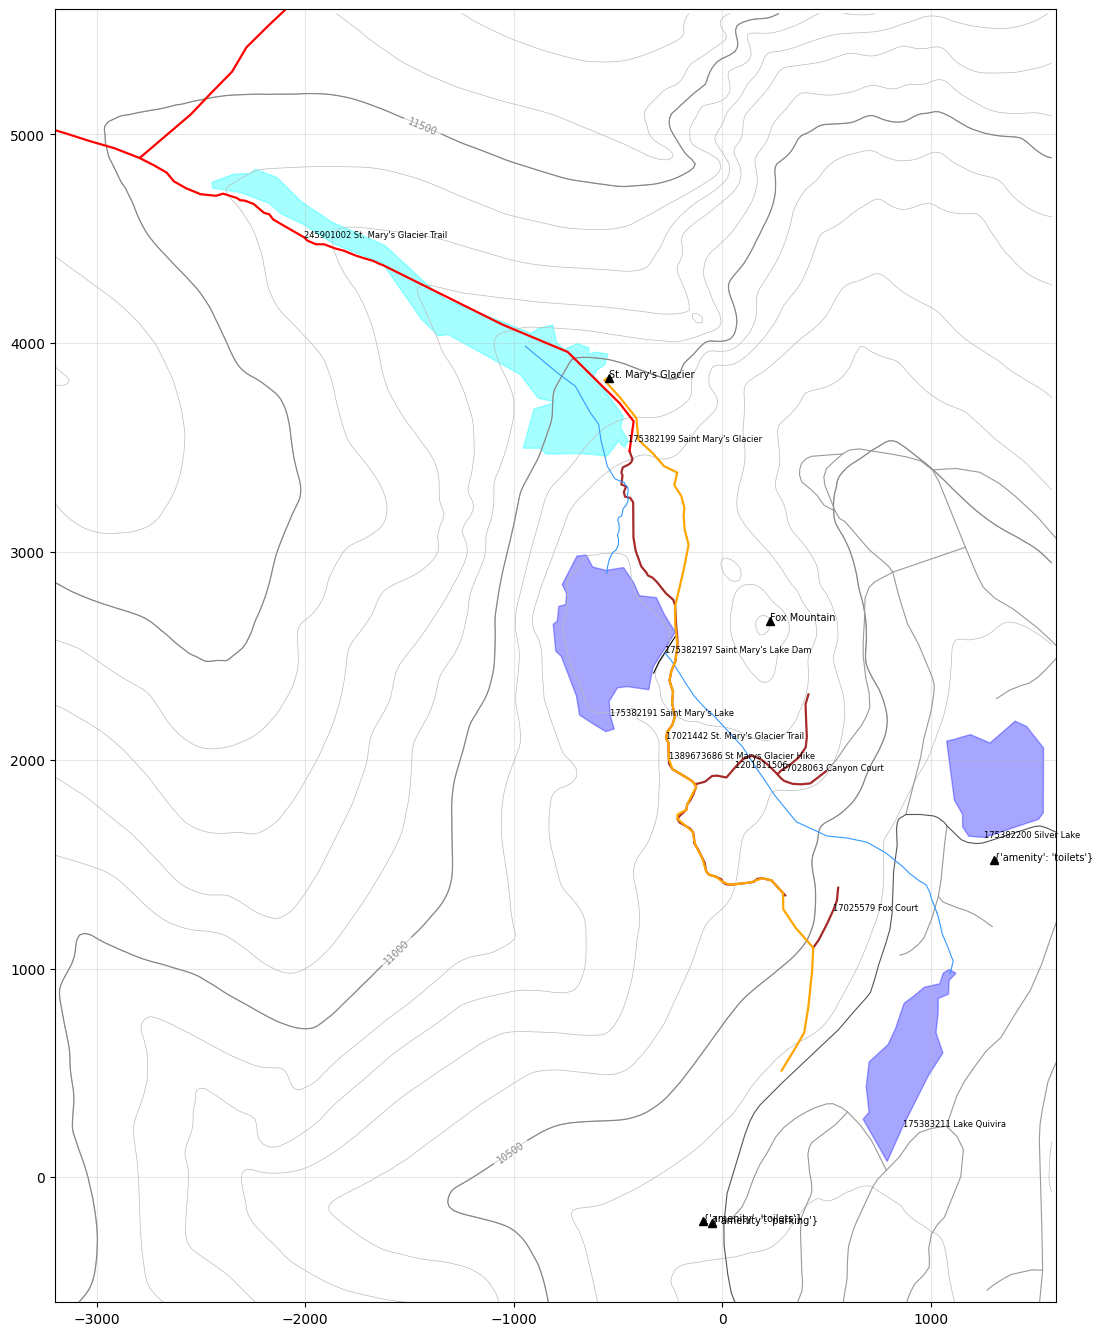 5000
4000
3000
2000
1000
0
11500
245901002 St. Mary's Glacier Trail
St. Mary's Glacier
175382199 Saint Mary's Glacier
Fox Mountain
175382197 Saint Mary's Lake Dam
175382191 Saint Mary's Lake
17021442 St. Mary's Glacier Trail
1389673686 St Marys Glacier Hike
1201811506
17028063 Canyon Court
175382200 Silver Lake
{'amenity': 'toilets'}
17025579 Fox Court
11000
175383211 Lake Quivira
10500
{'amenity': 'toilets'}
{'amenity': 'parking'}
−3000
−2000
−1000
0
1000